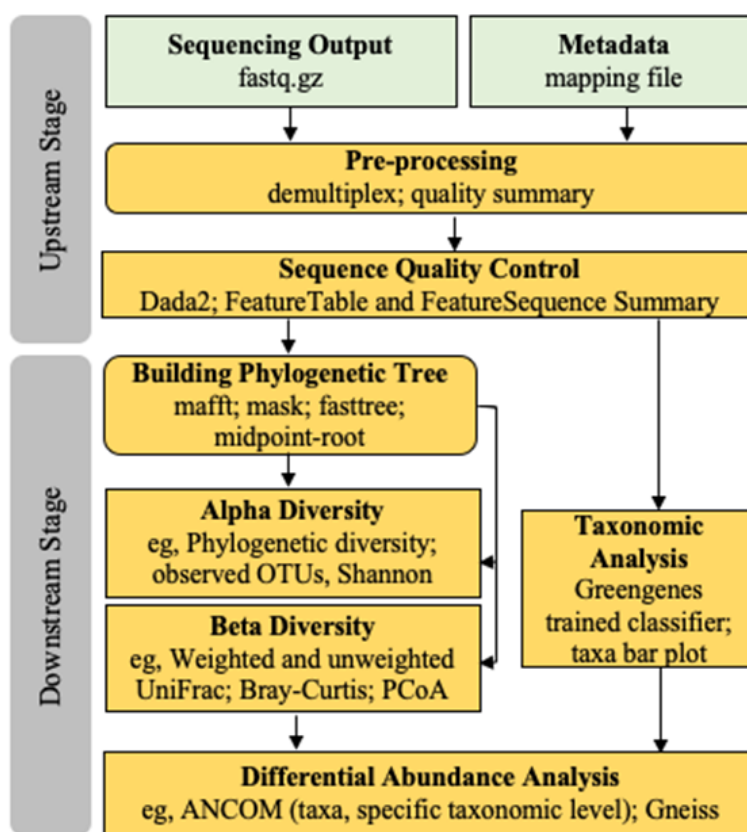 Upstream Stage
Sequencing Output
fastq.gz
Metadata
mapping file
Pre-processing
demultiplex; quality summary
Sequence Quality Control
Dada2; FeatureTable and FeatureSequence Summary
Downstream Stage
Building Phylogenetic Tree
mafft; mask; fasttree;
midpoint-root
Alpha Diversity
eg, Phylogenetic diversity;
observed OTUs, Shannon
Beta Diversity
eg, Weighted and unweighted
UniFrac; Bray-Curtis; PCoA
Taxonomic
Analysis
Greengenes
trained classifier;
taxa bar plot
Differential Abundance Analysis
eg, ANCOM (taxa, specific taxonomic level); Gneiss